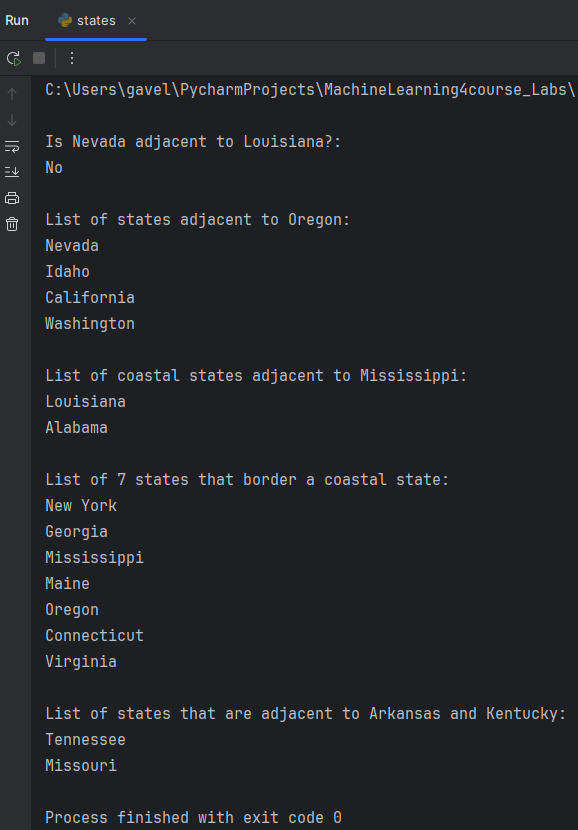 Run states
C:\Users\gavel\PycharmProjects\MachineLearning4course_Labs\
Is Nevada adjacent to Louisiana?:
No
List of states adjacent to Oregon:
Nevada
Idaho
California
Washington
List of coastal states adjacent to Mississippi:
Louisiana
Alabama
List of 7 states that border a coastal state:
New York
Georgia
Mississippi
Maine
Oregon
Connecticut
Virginia
List of states that are adjacent to Arkansas and Kentucky:
Tennessee
Missouri
Process finished with exit code 0